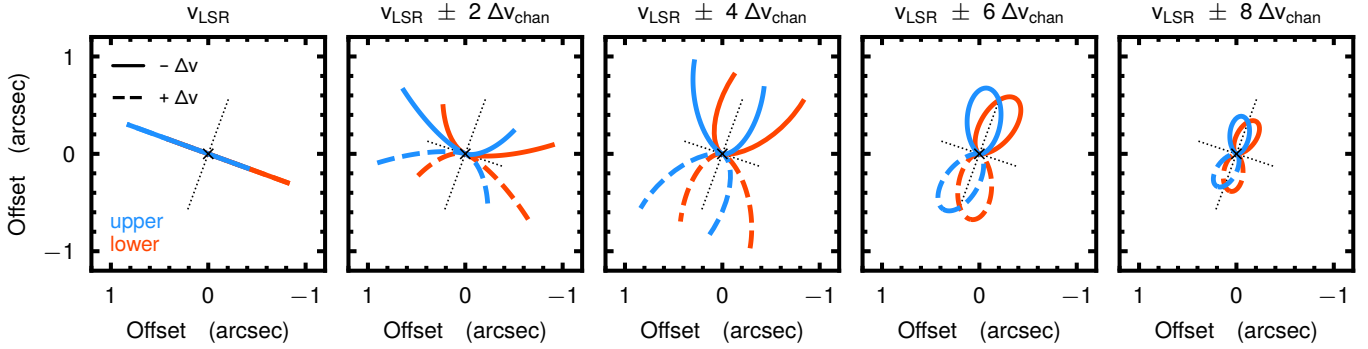 v_LSR
v_LSR ± 2 Δv_chan
v_LSR ± 4 Δv_chan
v_LSR ± 6 Δv_chan
v_LSR ± 8 Δv_chan
Offset (arcsec)
1
0
−1
− Δv
+ Δv
upper
lower
1 0 −1
1 0 −1
1 0 −1
1 0 −1
1 0 −1
Offset (arcsec)
Offset (arcsec)
Offset (arcsec)
Offset (arcsec)
Offset (arcsec)